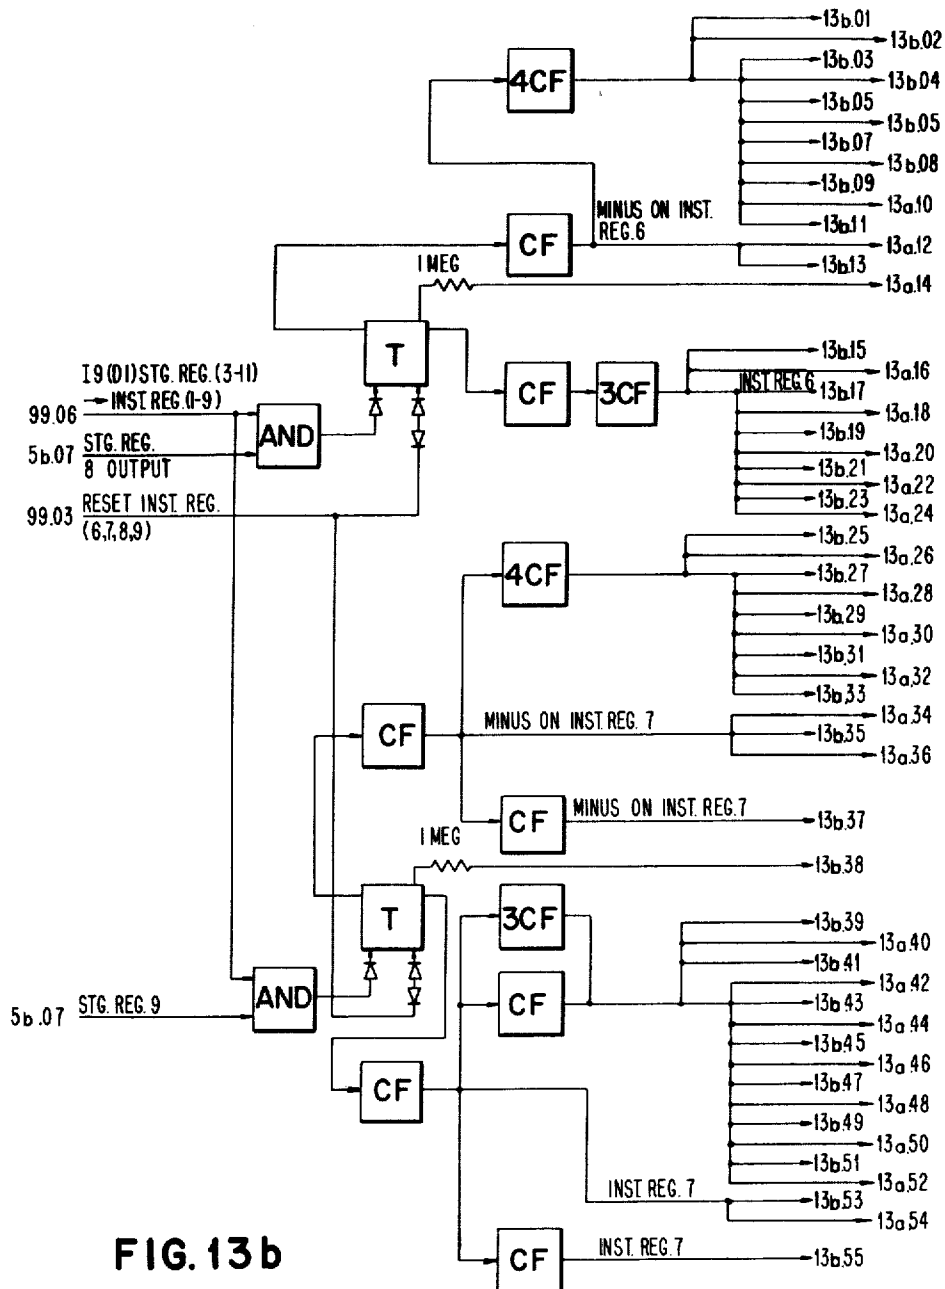 13b.01
13b.02
13b.03
4CF
13b.04
13b.05
13b.05
13b.07
13b.08
13b.09
13a.10
MINUS ON INST.
REG.6
13b.11
CF
13a.12
13b.13
1 MEG
13a.14
T
13b.15
13a.16
CF
3CF
INST.REG.6
13b.17
13a.18
13b.19
13a.20
13b.21
13a.22
13b.23
13a.24
I9(D1)STG.REG.(3-11)
→INST.REG.(1-9)
99.06
AND
5b.07 STG.REG.
8 OUTPUT
99.03 RESET INST. REG.
(6,7,8,9)
13b.25
13a.26
4CF
13b.27
13a.28
13b.29
13a.30
13b.31
13a.32
13b.33
CF
MINUS ON INST.REG. 7
13a.34
13b.35
13a.36
CF
MINUS ON INST.REG.7
13b.37
1 MEG
13b.38
T
3CF
13b.39
13a.40
13b.41
AND
5b.07 STG. REG. 9
CF
13a.42
13b.43
13a.44
13b.45
13a.46
13b.47
CF
13a.48
13b.49
13a.50
13b.51
13a.52
INST. REG. 7
13b.53
13a.54
CF
INST. REG.7
13b.55
FIG. 13b